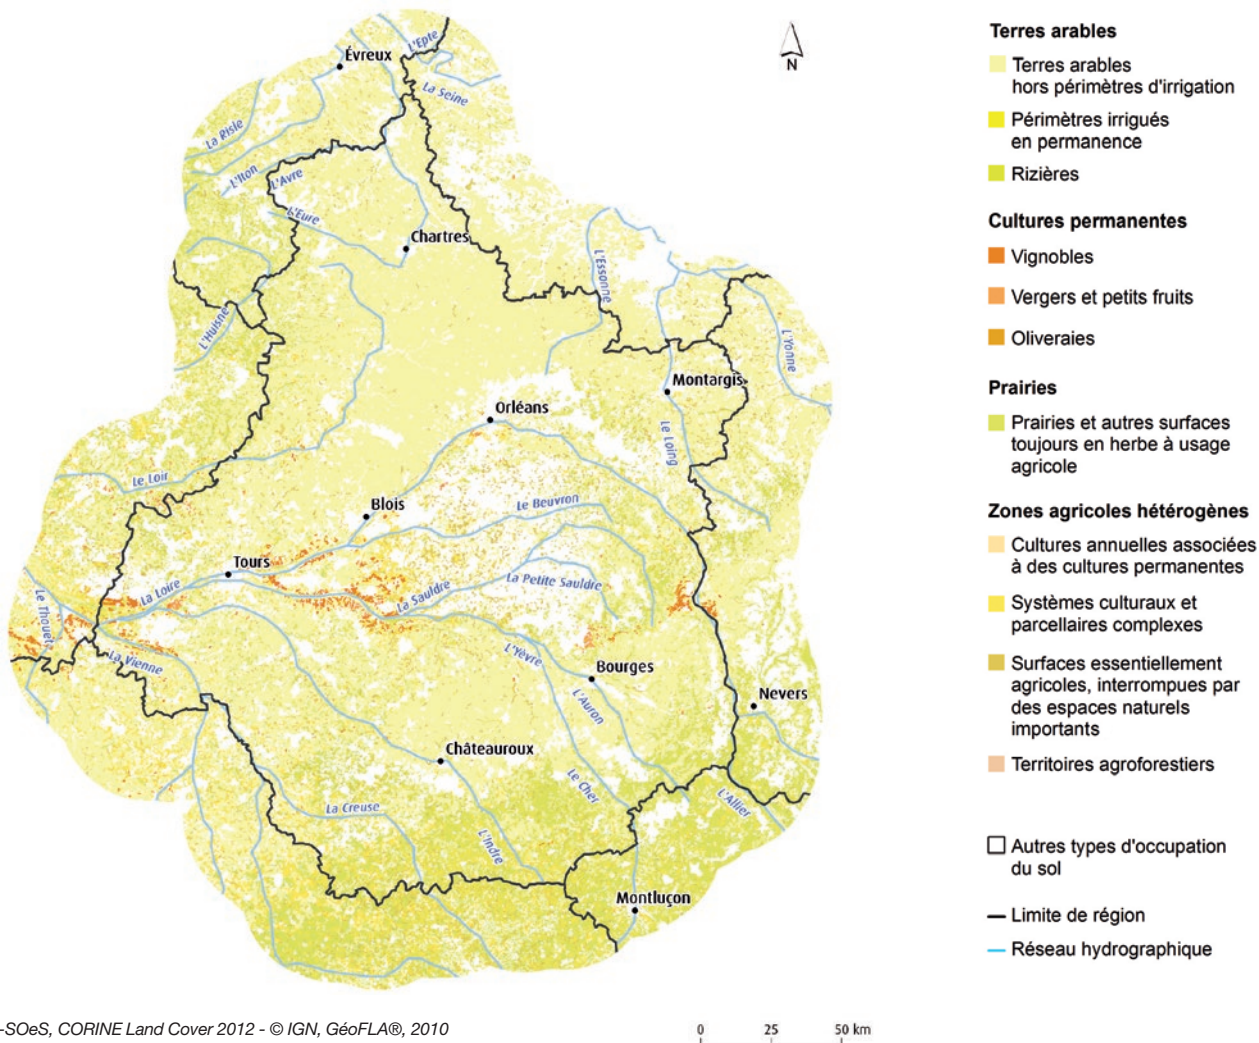 L'Epte
Évreux
N
La Seine
La Risle
L'Iton
L'Avre
L'Eure
Chartres
L'Essonne
L'Huisne
L'Yonne
Montargis
Orléans
Le Loing
Le Loir
Blois
Le Beuvron
Tours
La Loire
La Sauldre
La Petite Sauldre
Le Thouet
La Vienne
L'Yèvre
Bourges
L'Auron
Nevers
Châteauroux
Le Cher
L'Allier
La Creuse
L'Indre
Montluçon
Terres arables
Terres arables
hors périmètres d'irrigation
Périmètres irrigués
en permanence
Rizières
Cultures permanentes
Vignobles
Vergers et petits fruits
Oliveraies
Prairies
Prairies et autres surfaces
toujours en herbe à usage
agricole
Zones agricoles hétérogènes
Cultures annuelles associées
à des cultures permanentes
Systèmes culturaux et
parcellaires complexes
Surfaces essentiellement
agricoles, interrompues par
des espaces naturels
importants
Territoires agroforestiers
Autres types d'occupation
du sol
Limite de région
Réseau hydrographique
-SOeS, CORINE Land Cover 2012 - © IGN, GéoFLA®, 2010
0 25 50 km